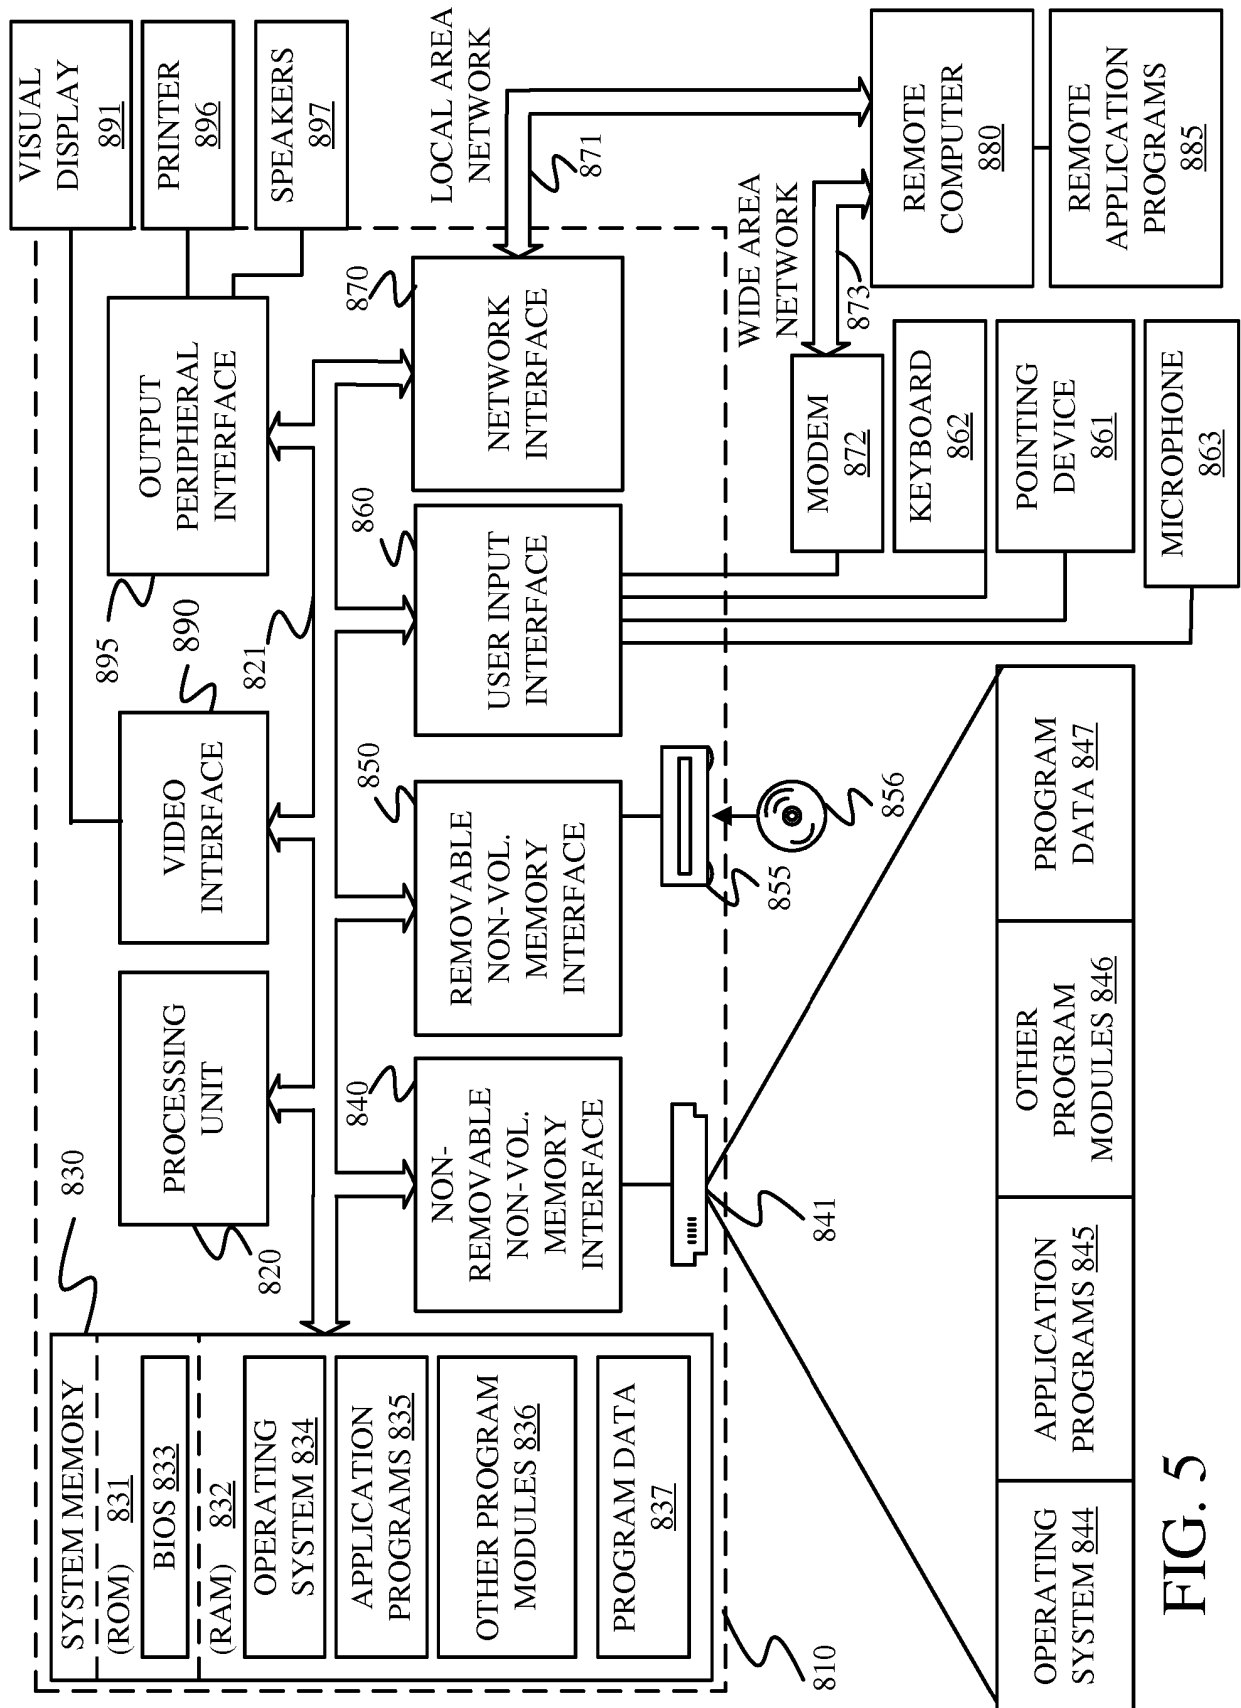 SYSTEM MEMORY
(ROM) 831
BIOS 833
(RAM) 832
OPERATING
SYSTEM 834
APPLICATION
PROGRAMS 835
OTHER PROGRAM
MODULES 836
PROGRAM DATA
837
810
830
PROCESSING
UNIT
820
VIDEO
INTERFACE
890
OUTPUT
PERIPHERAL
INTERFACE
895
821
VISUAL
DISPLAY
891
PRINTER
896
SPEAKERS
897
NON-
REMOVABLE
NON-VOL.
MEMORY
INTERFACE
840
REMOVABLE
NON-VOL.
MEMORY
INTERFACE
850
USER INPUT
INTERFACE
860
NETWORK
INTERFACE
870
LOCAL AREA
NETWORK
871
WIDE AREA
NETWORK
873
841
855
856
MODEM
872
KEYBOARD
862
POINTING
DEVICE
861
MICROPHONE
863
REMOTE
COMPUTER
880
REMOTE
APPLICATION
PROGRAMS
885
OPERATING
SYSTEM 844
APPLICATION
PROGRAMS 845
OTHER
PROGRAM
MODULES 846
PROGRAM
DATA 847
FIG. 5